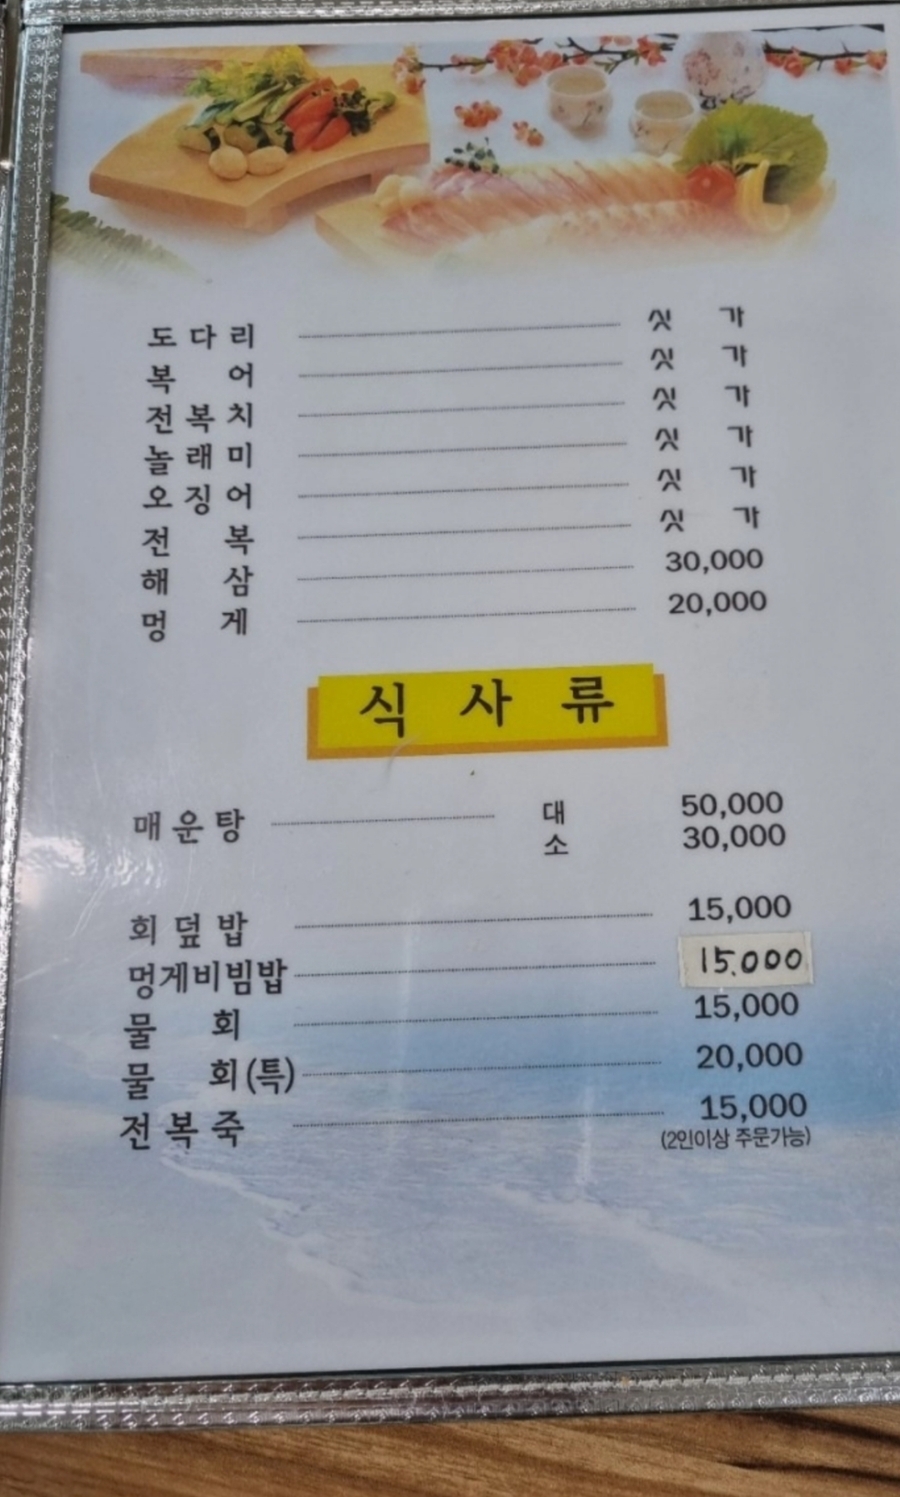 도다리 싯가
복어 싯가
전복치 싯가
놀래미 싯가
오징어 싯가
전복 싯가
해삼 30,000
멍게 20,000
식사류
매운탕 대 50,000
소 30,000
회덮밥 15,000
멍게비빔밥 15.000
물회 15,000
물회(특) 20,000
전복죽 15,000
(2인이상 주문가능)